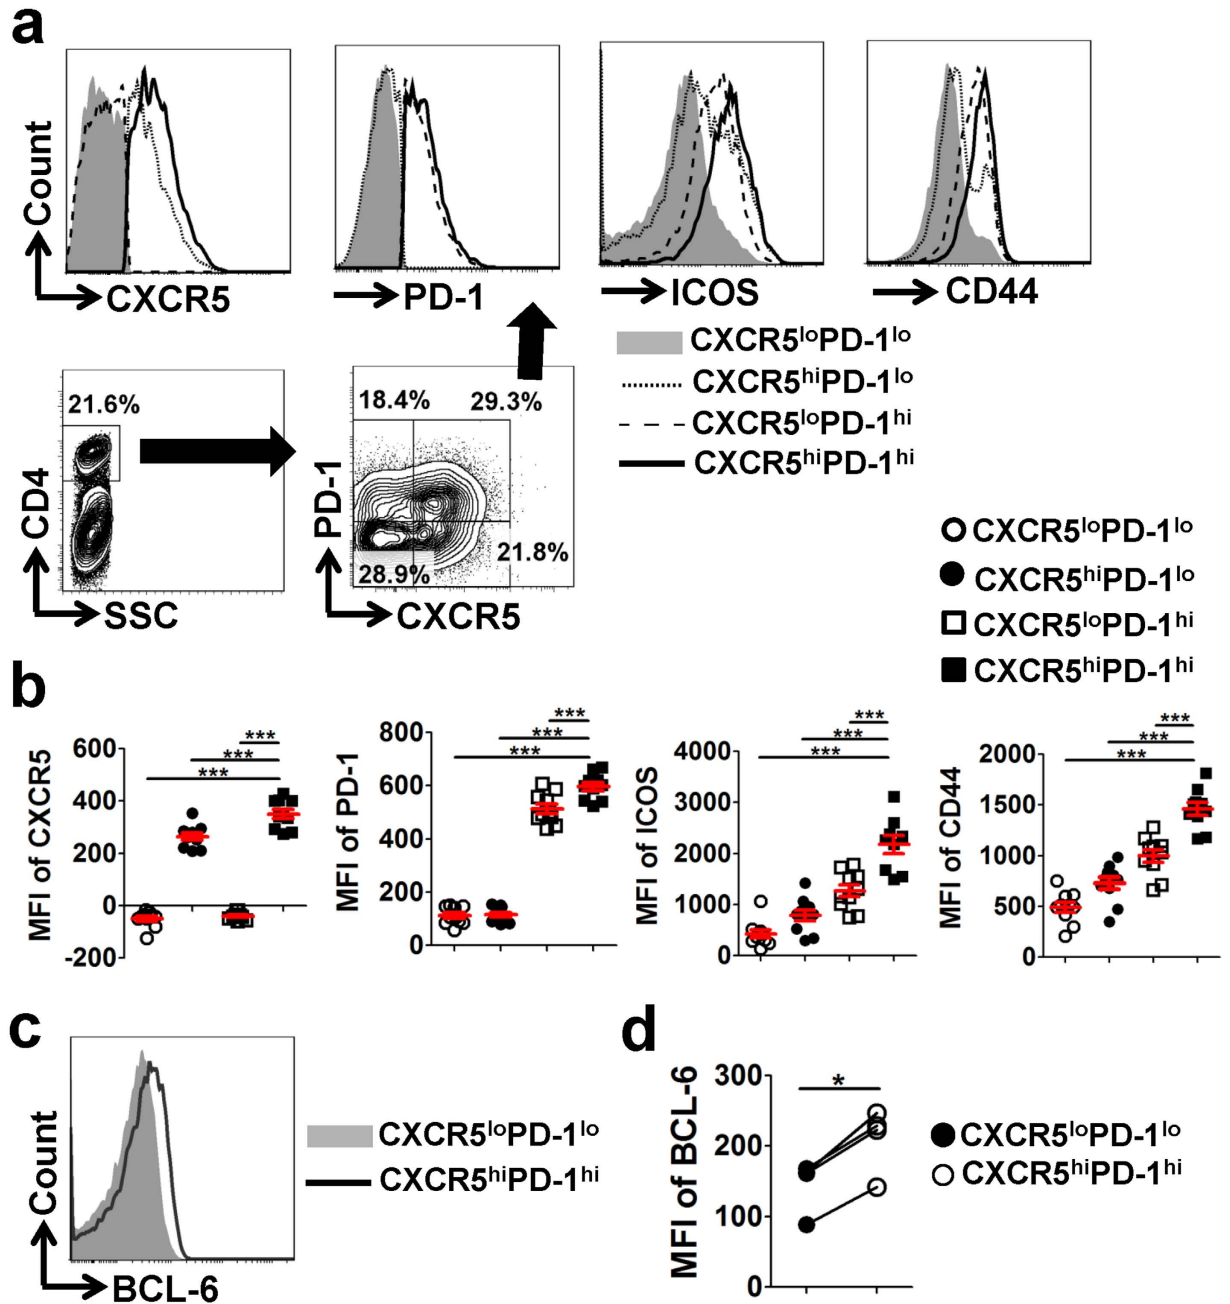 a
Count
CXCR5
PD-1
ICOS
CD44
CXCR5loPD-1lo
CXCR5hiPD-1lo
CXCR5loPD-1hi
CXCR5hiPD-1hi
21.6%
CD4
SSC
18.4%
29.3%
28.9%
21.8%
PD-1
CXCR5
CXCR5loPD-1lo
CXCR5hiPD-1lo
CXCR5loPD-1hi
CXCR5hiPD-1hi
b
MFI of CXCR5
600
400
200
0
-200
***
***
***
MFI of PD-1
800
600
400
200
0
***
***
***
MFI of ICOS
4000
3000
2000
1000
0
***
***
***
MFI of CD44
2000
1500
1000
500
0
***
***
***
c
Count
BCL-6
CXCR5loPD-1lo
CXCR5hiPD-1hi
d
MFI of BCL-6
300
200
100
0
*
CXCR5loPD-1lo
CXCR5hiPD-1hi